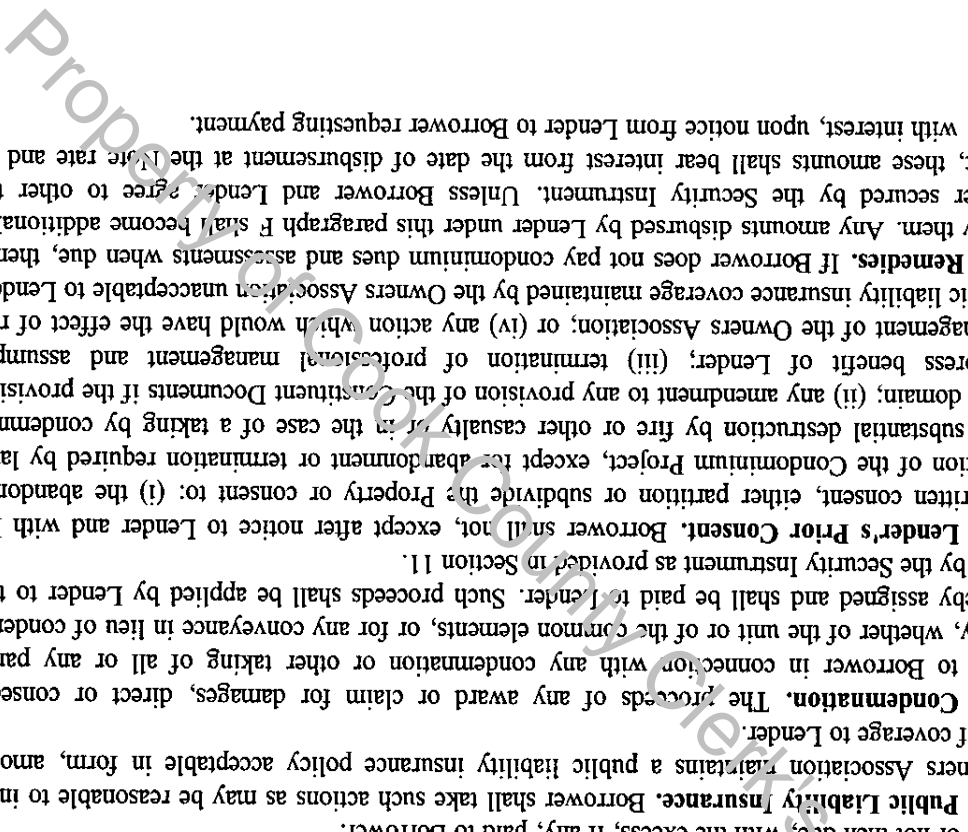 or not then due, with the excess, if any, paid to Borrower.
Public Liability Insurance. Borrower shall take such actions as may be reasonable to in
ners Association maintains a public liability insurance policy acceptable in form, amo
f coverage to Lender.
Condemnation. The proceeds of any award or claim for damages, direct or conse
to Borrower in connection with any condemnation or other taking of all or any par
y, whether of the unit or of the common elements, or for any conveyance in lieu of conden
eby assigned and shall be paid to Lender. Such proceeds shall be applied by Lender to t
by the Security Instrument as provided in Section 11.
Lender's Prior Consent. Borrower shall not, except after notice to Lender and with
ritten consent, either partition or subdivide the Property or consent to: (i) the abandon
tion of the Condominium Project, except for abandonment or termination required by la
substantial destruction by fire or other casualty or in the case of a taking by condemn
domain; (ii) any amendment to any provision of the Constituent Documents if the provisi
press benefit of Lender; (iii) termination of professional management and assump
nagement of the Owners Association; or (iv) any action which would have the effect of r
ic liability insurance coverage maintained by the Owners Association unacceptable to Lende
Remedies. If Borrower does not pay condominium dues and assessments when due, then
y them. Any amounts disbursed by Lender under this paragraph F shall become additional
er secured by the Security Instrument. Unless Borrower and Lender agree to other t
t, these amounts shall bear interest from the date of disbursement at the Note rate and
with interest, upon notice from Lender to Borrower requesting payment.
Property of Cook County Clerk's